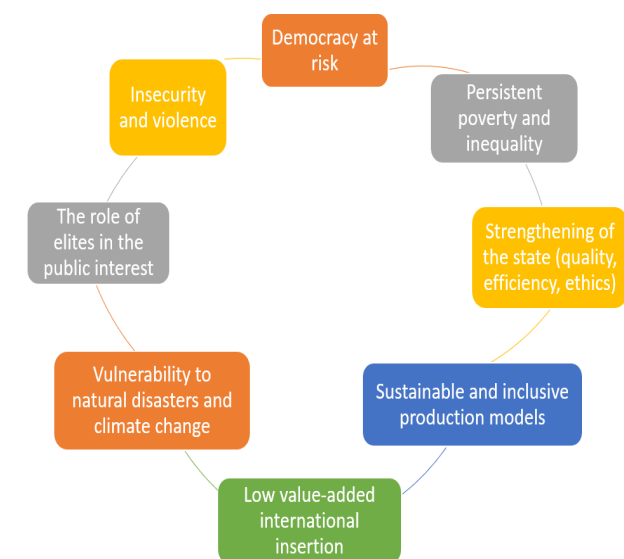 Democracy at
risk
Persistent
poverty and
inequality
Strengthening of
the state (quality,
efficiency, ethics)
Sustainable and inclusive
production models
Low value-added
international
insertion
Vulnerability to
natural disasters and
climate change
The role of
elites in the
public interest
Insecurity
and violence